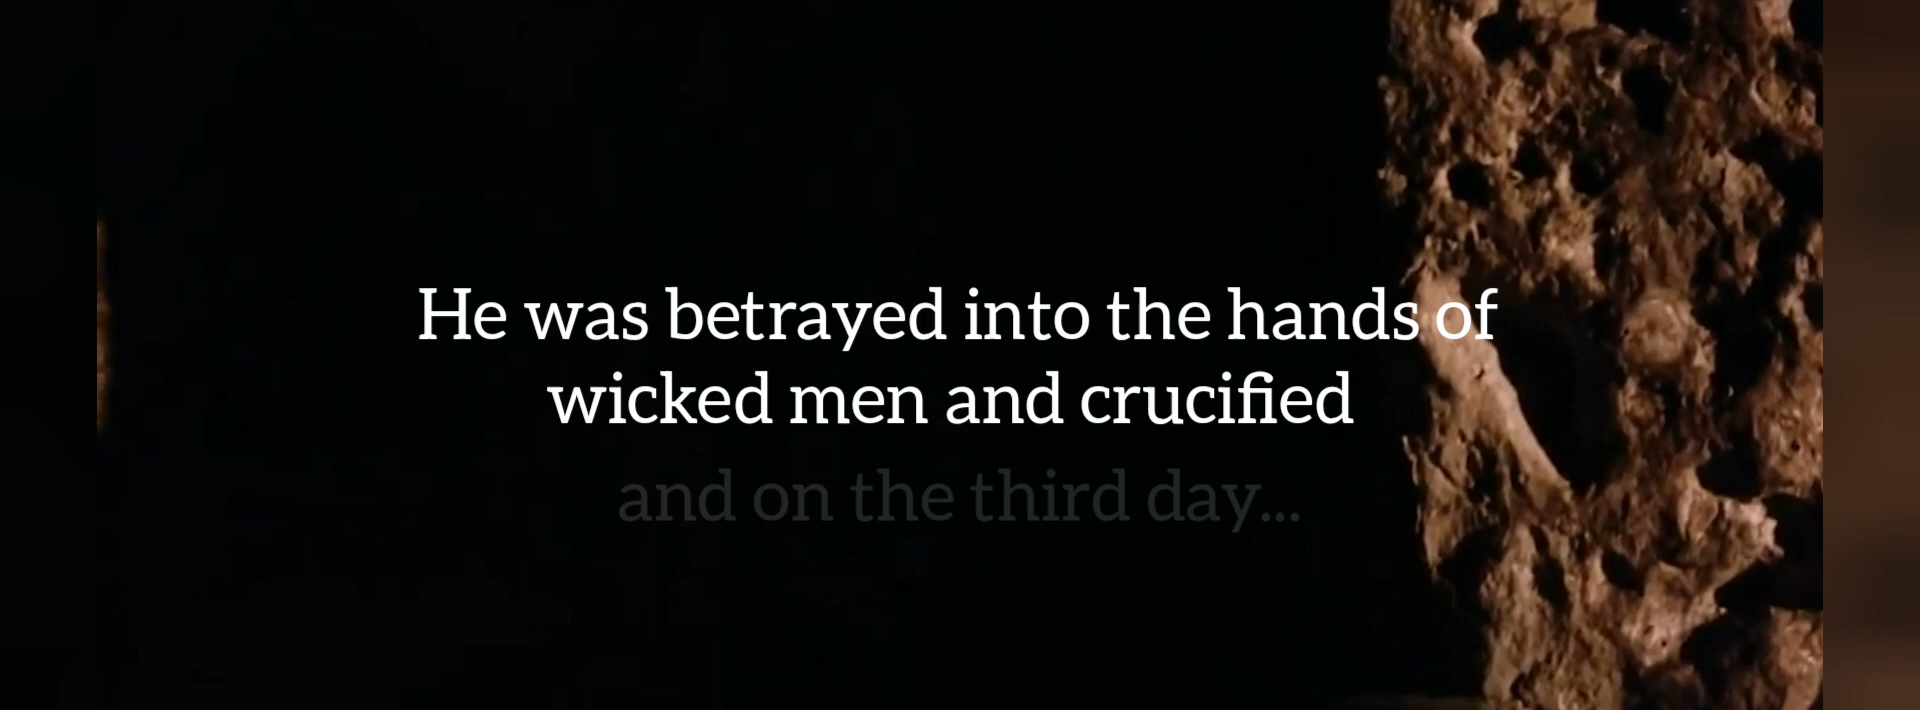 He was betrayed into the hands of
wicked men and crucified
and on the third day...